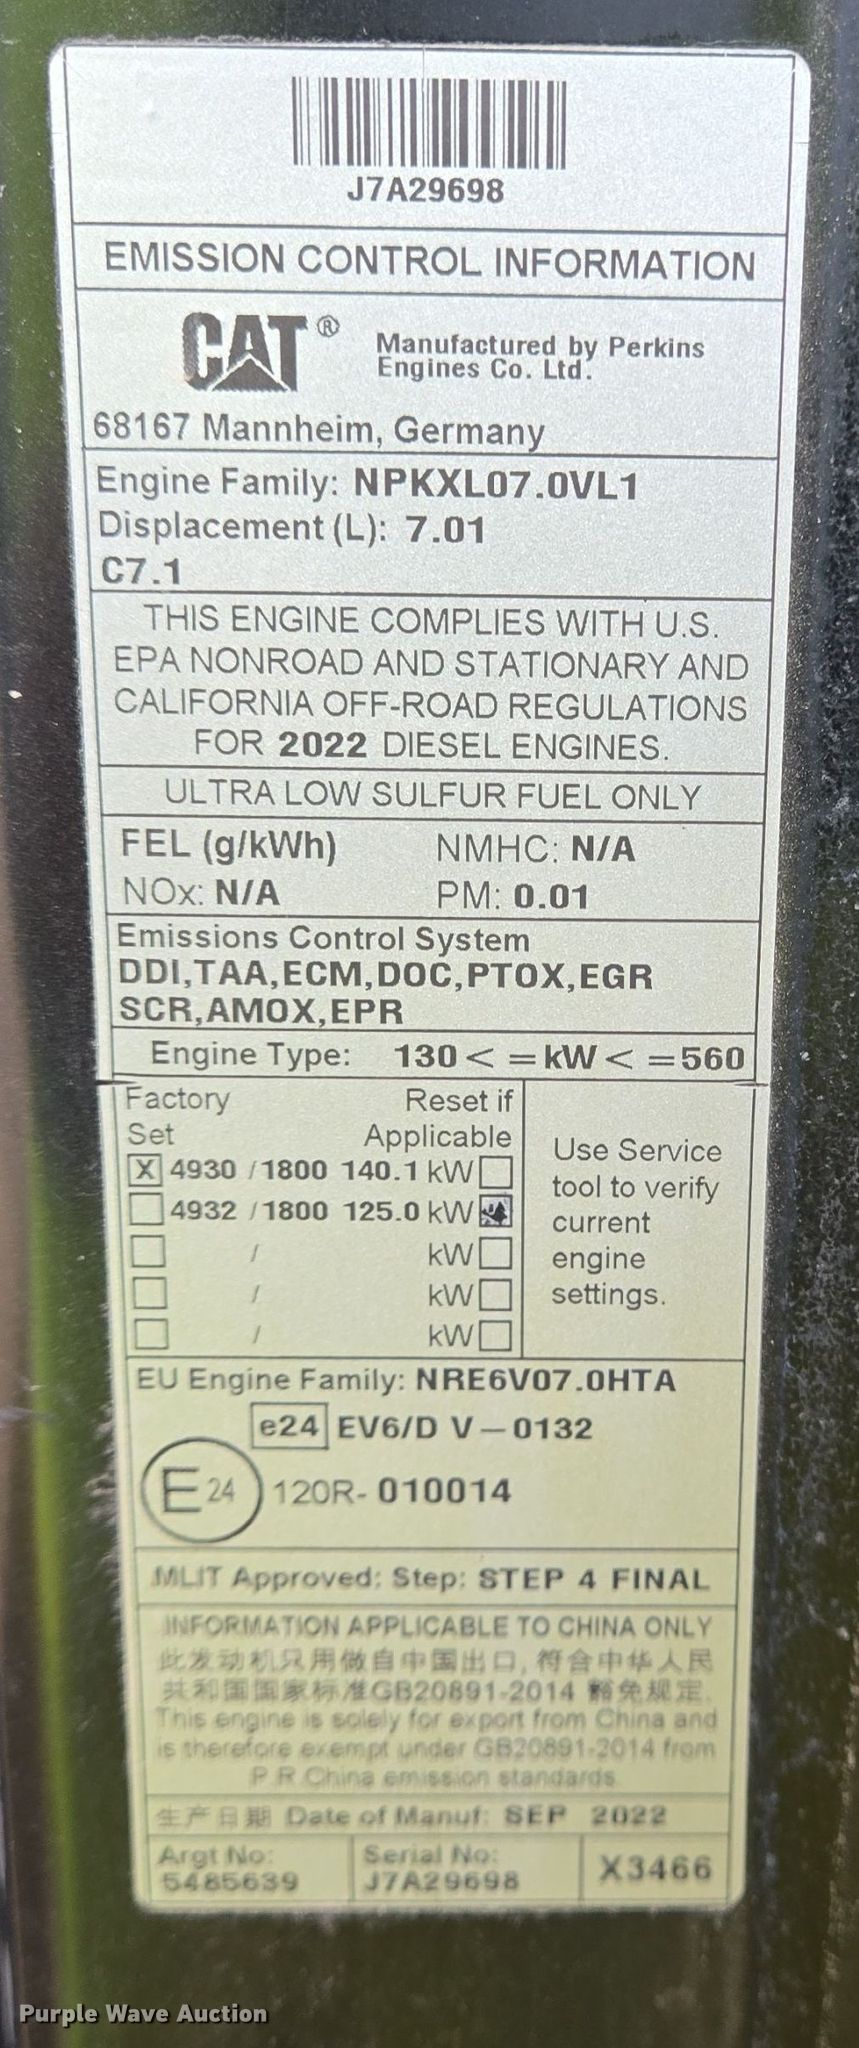 J7A29698
EMISSION CONTROL INFORMATION
CAT® Manufactured by Perkins
Engines Co. Ltd.
68167 Mannheim, Germany
Engine Family: NPKXL07.0VL1
Displacement (L): 7.01
C7.1
THIS ENGINE COMPLIES WITH U.S.
EPA NONROAD AND STATIONARY AND
CALIFORNIA OFF-ROAD REGULATIONS
FOR 2022 DIESEL ENGINES.
ULTRA LOW SULFUR FUEL ONLY
FEL (g/kWh) NMHC: N/A
NOx: N/A PM: 0.01
Emissions Control System
DDI,TAA,ECM,DOC,PTOX,EGR
SCR,AMOX,EPR
Engine Type: 130 < =kW < =560
Factory Reset if
Set Applicable
X 4930 / 1800 140.1 kW
4932 / 1800 125.0 kW
/ kW
/ kW
/ kW
Use Service
tool to verify
current
engine
settings.
EU Engine Family: NRE6V07.0HTA
e24 EV6/D V-0132
E 24 120R- 010014
MLIT Approved: Step: STEP 4 FINAL
INFORMATION APPLICABLE TO CHINA ONLY
此发动机只用做自中国出口, 符合中华人民
共和国国家标准GB20891-2014 豁免规定.
This engine is solely for export from China and
is therefore exempt under GB20891-2014 from
P.R.China emission standards
生产日期 Date of Manuf: SEP 2022
Argt No: Serial No:
5485639 J7A29698 X3466
Purple Wave Auction